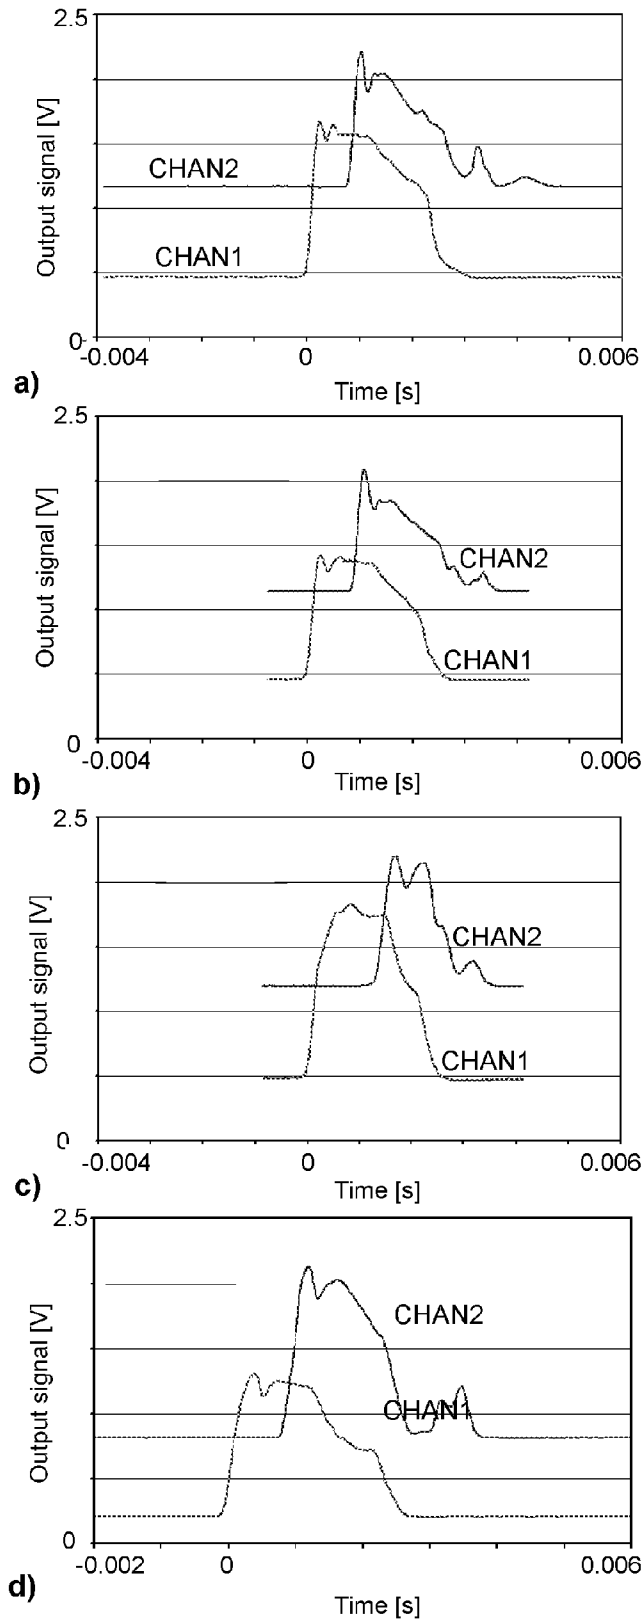 2.5
Output signal [V]
CHAN2
CHAN1
0
-0.004
0
0.006
a)
Time [s]
2.5
Output signal [V]
CHAN2
CHAN1
0
-0.004
0
0.006
b)
Time [s]
2.5
Output signal [V]
CHAN2
CHAN1
0
-0.004
0
0.006
c)
Time [s]
2.5
Output signal [V]
CHAN2
CHAN1
0
-0.002
0
0.006
d)
Time [s]